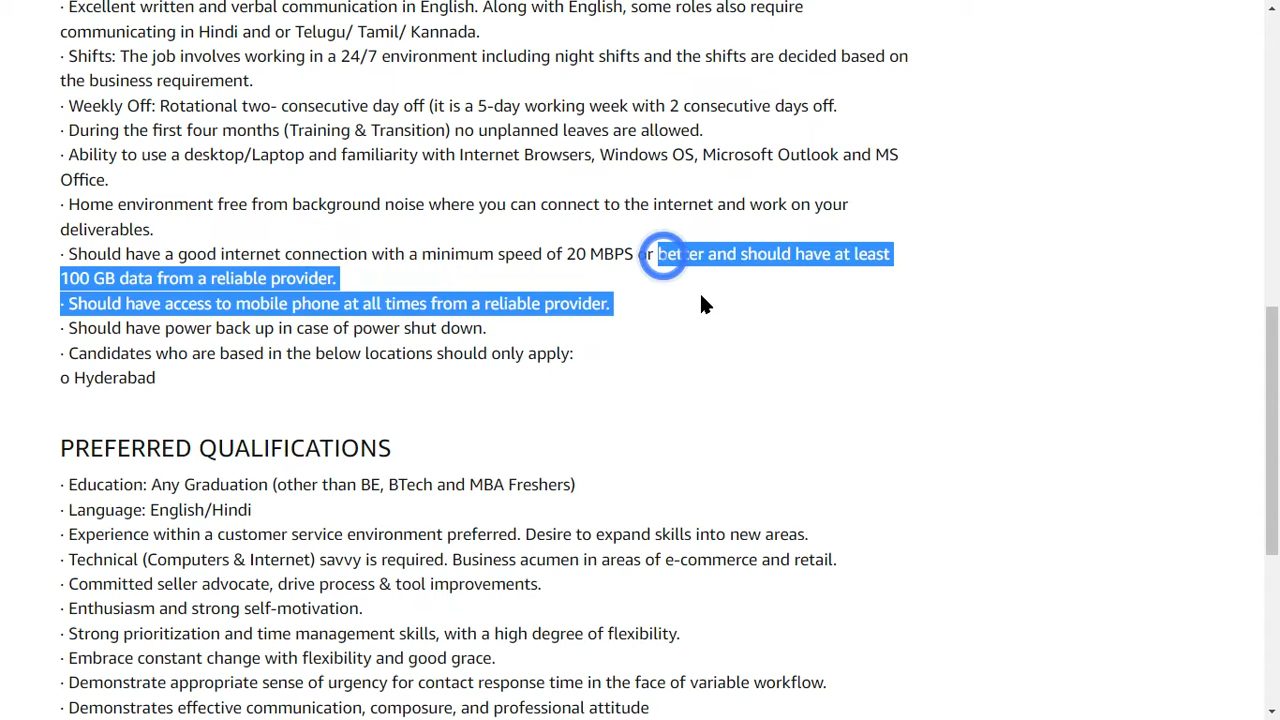 · Excellent written and verbal communication in English. Along with English, some roles also require
communicating in Hindi and or Telugu/ Tamil/ Kannada.
· Shifts: The job involves working in a 24/7 environment including night shifts and the shifts are decided based on
the business requirement.
· Weekly Off: Rotational two- consecutive day off (it is a 5-day working week with 2 consecutive days off.
· During the first four months (Training & Transition) no unplanned leaves are allowed.
· Ability to use a desktop/Laptop and familiarity with Internet Browsers, Windows OS, Microsoft Outlook and MS
Office.
· Home environment free from background noise where you can connect to the internet and work on your
deliverables.
· Should have a good internet connection with a minimum speed of 20 MBPS or better and should have at least
100 GB data from a reliable provider.
· Should have access to mobile phone at all times from a reliable provider.
· Should have power back up in case of power shut down.
· Candidates who are based in the below locations should only apply:
o Hyderabad
PREFERRED QUALIFICATIONS
· Education: Any Graduation (other than BE, BTech and MBA Freshers)
· Language: English/Hindi
· Experience within a customer service environment preferred. Desire to expand skills into new areas.
· Technical (Computers & Internet) savvy is required. Business acumen in areas of e-commerce and retail.
· Committed seller advocate, drive process & tool improvements.
· Enthusiasm and strong self-motivation.
· Strong prioritization and time management skills, with a high degree of flexibility.
· Embrace constant change with flexibility and good grace.
· Demonstrate appropriate sense of urgency for contact response time in the face of variable workflow.
· Demonstrates effective communication, composure, and professional attitude